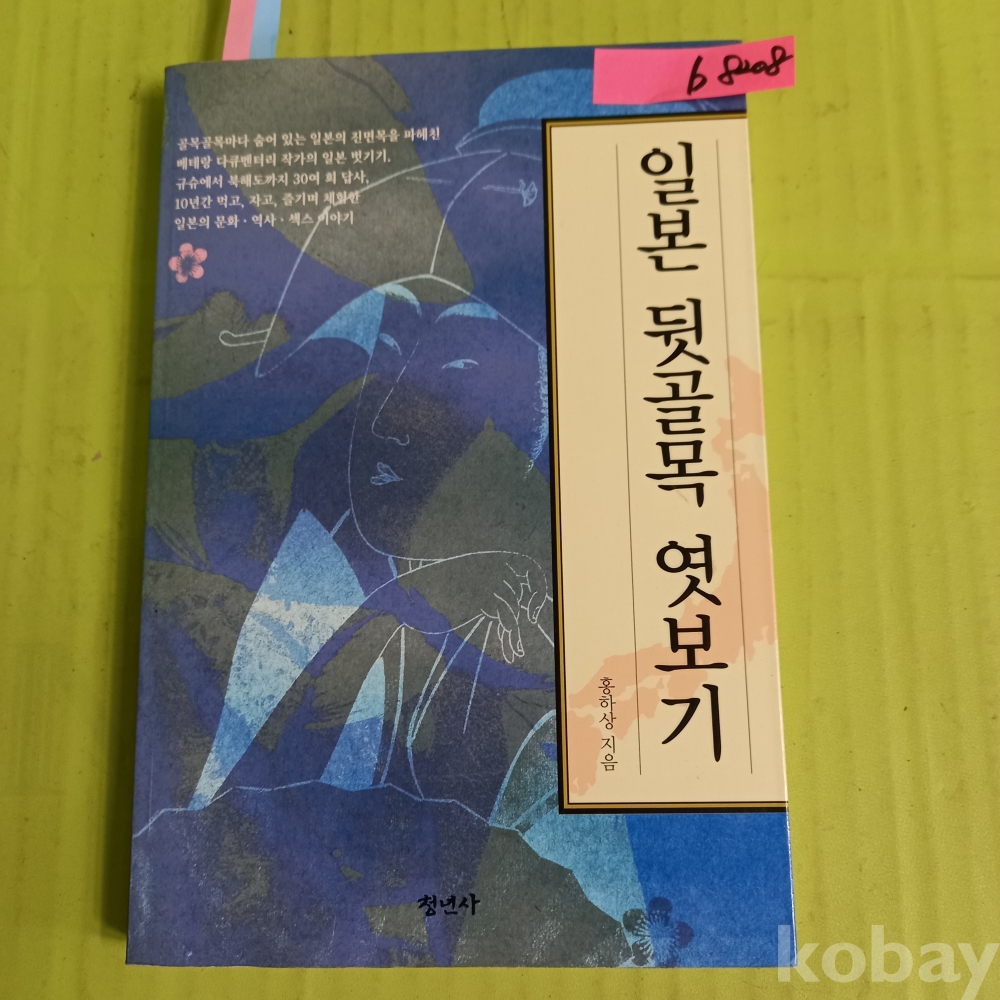 b 8208
골목골목마다 숨어 있는 일본의 진면목을 파헤친
베테랑 다큐멘터리 작가의 일본 벗기기.
규슈에서 북해도까지 30여 회 답사,
10년간 먹고, 자고, 즐기며 체험한
일본의 문화 · 역사 · 섹스 이야기
일본 뒷골목 엿보기
홍하상 지음
청년사
kobay